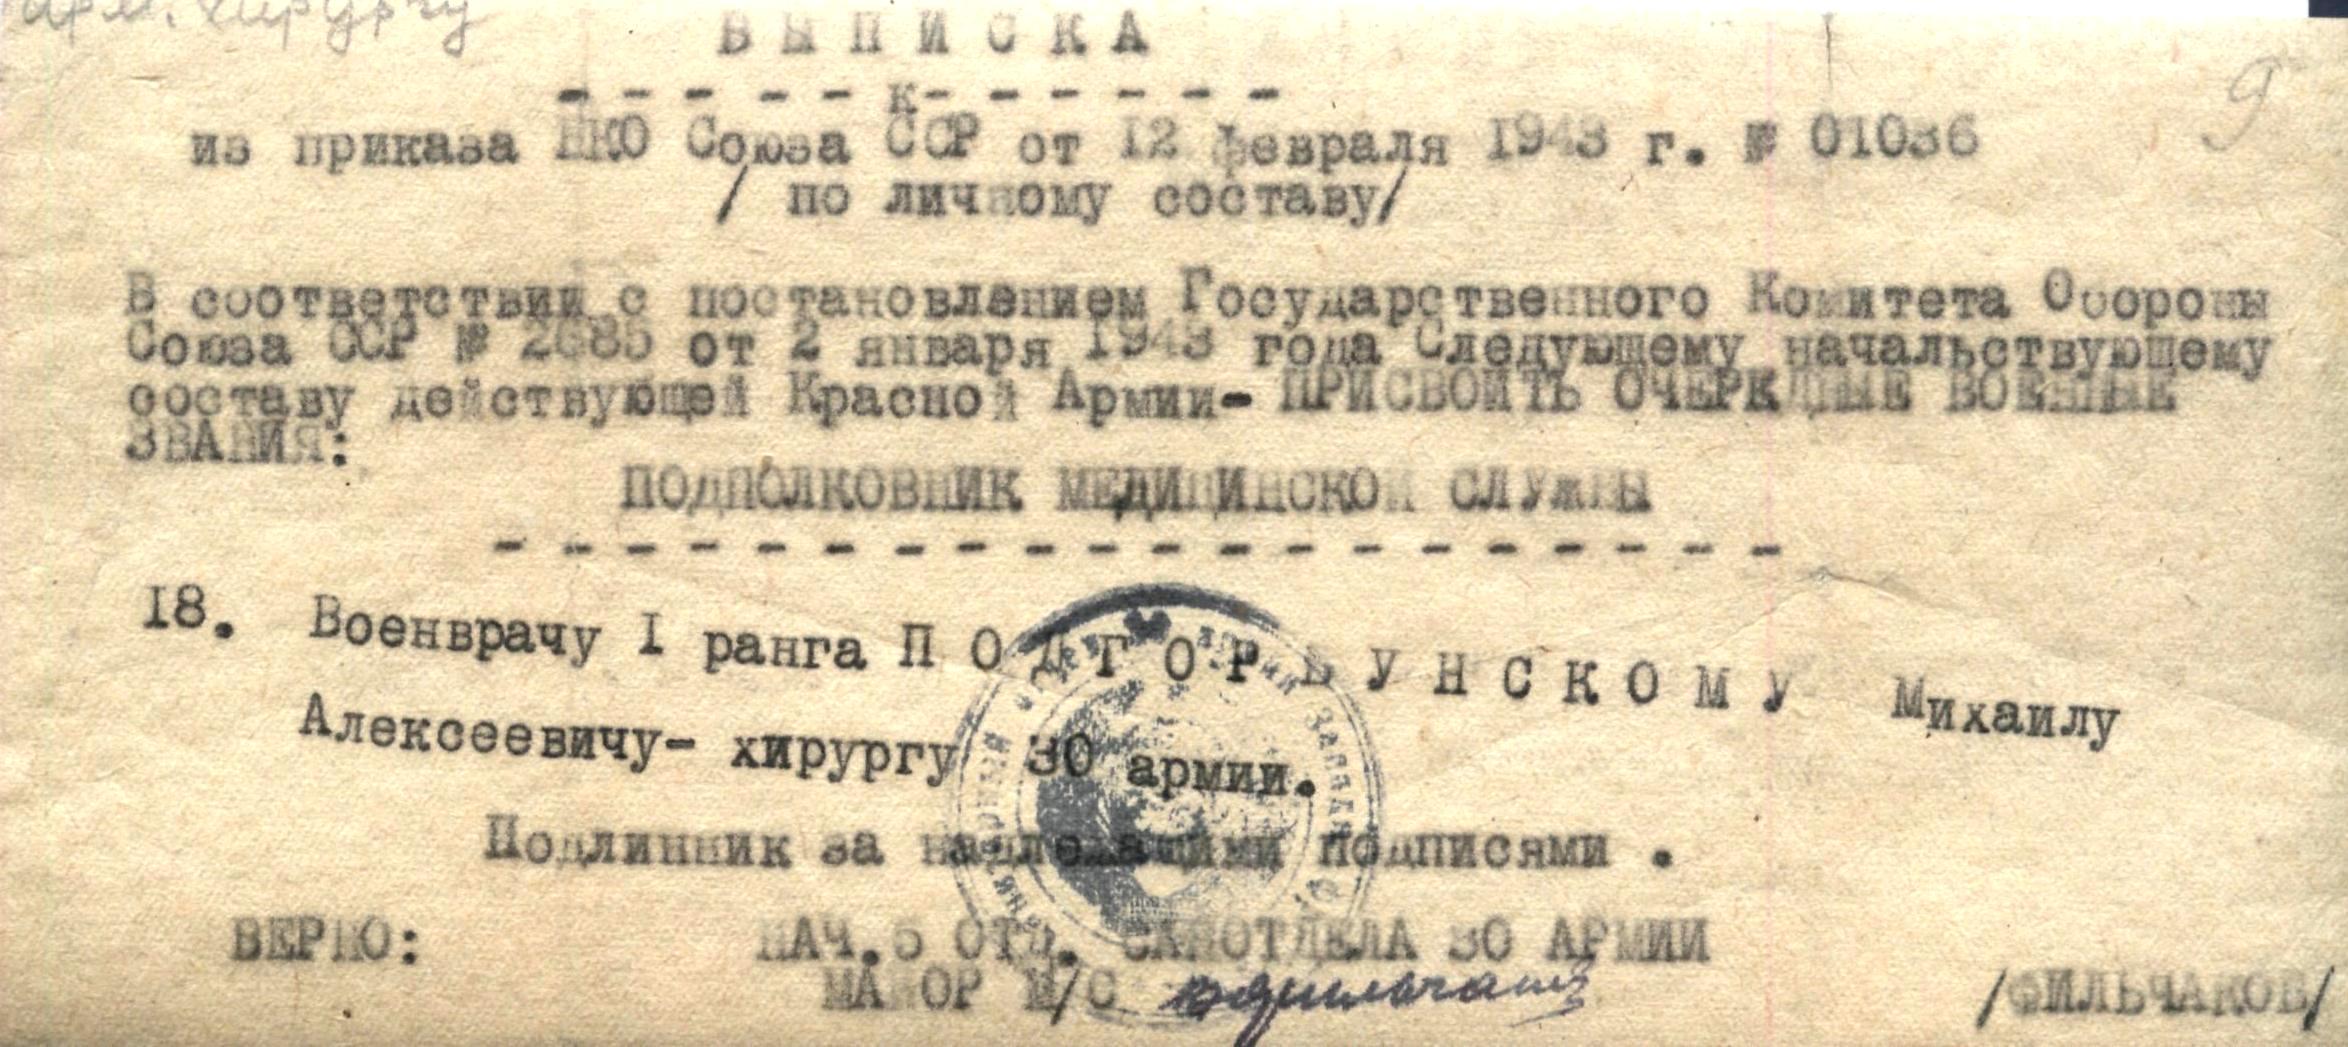 арм. хирургу
ВЫПИСКА
9
из приказа НКО Союза ССР от 12 февраля 1943 г. № 01036
/ по личному составу/
В соответствии с постановлением Государственного Комитета Обороны
Союза ССР № 2685 от 2 января 1943 года Следующему начальствующему
составу действующей Красной Армии- ПРИСВОИТЬ ОЧЕРЕДНЫЕ ВОЕННЫЕ
ЗВАНИЯ:
ПОДПОЛКОВНИК МЕДИЦИНСКОЙ СЛУЖБЫ
18. Военврачу I ранга П О Д Г О Р Б У Н С К О М У Михаилу
Алексеевичу- хирургу 30 армии.
Подлинник за надлежащими подписями .
ВЕРНО: НАЧ.5 ОТД. САНОТДЕЛА 30 АРМИИ
МАЙОР М/С /ФИЛЬЧАКОВ/